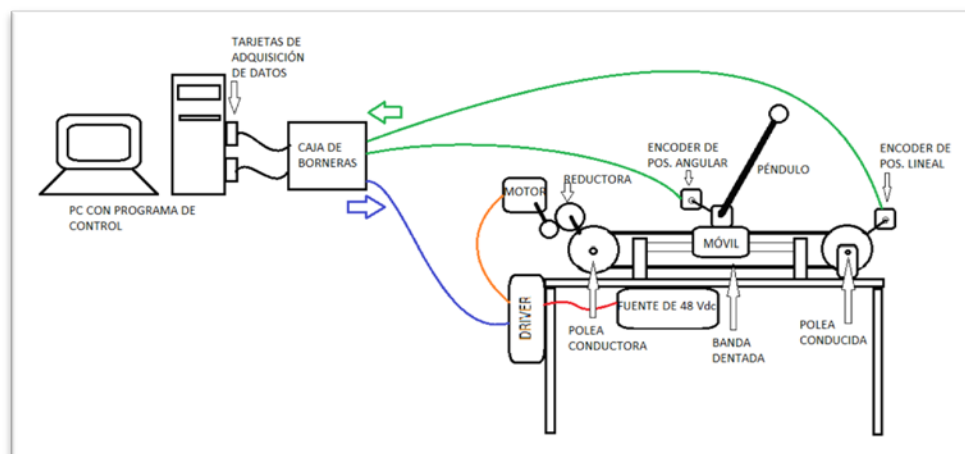 TARJETAS DE
ADQUISICIÓN
DE DATOS
CAJA DE
BORNERAS
PC CON PROGRAMA DE
CONTROL
ENCODER DE
POS. ANGULAR
PÉNDULO
ENCODER DE
POS. LINEAL
MOTOR
REDUCTORA
MÓVIL
DRIVER
FUENTE DE 48 Vdc
POLEA
CONDUCTORA
BANDA
DENTADA
POLEA
CONDUCIDA